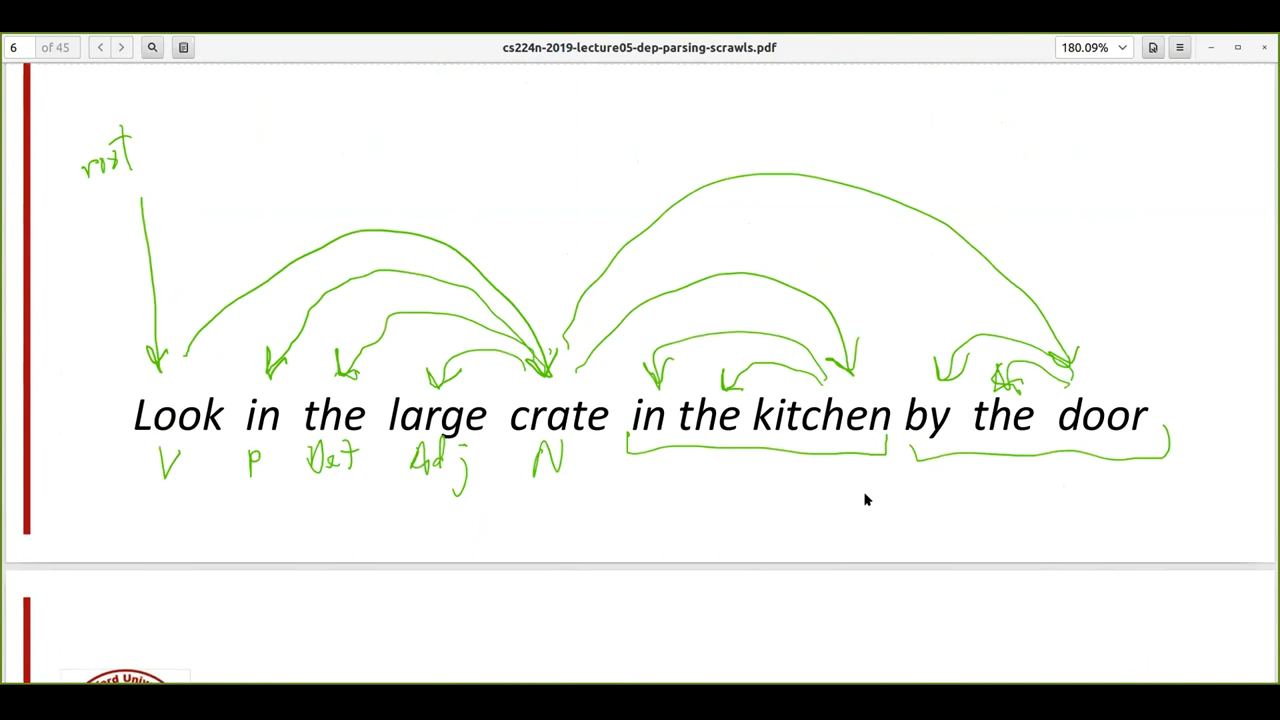 6 of 45 cs224n-2019-lecture05-dep-parsing-scrawls.pdf 180.09%
root
Look in the large crate in the kitchen by the door
V P Det Adj N